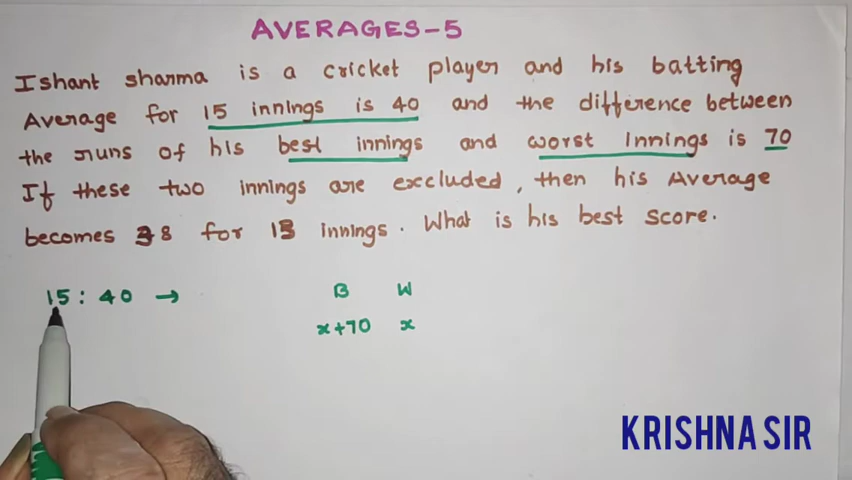 AVERAGES-5
Ishant sharma is a cricket player and his batting
Average for 15 innings is 40 and the difference between
the runs of his best innings and worst Innings is 70
If these two innings are excluded, then his Average
becomes 38 for 13 innings. What is his best score.
15 : 40 → B W
x+70 x
KRISHNA SIR